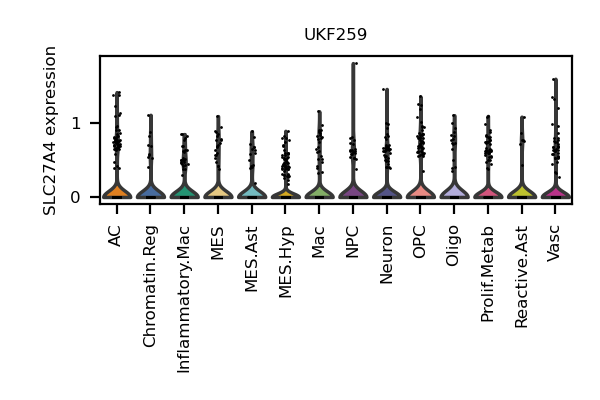 UKF259
SLC27A4 expression
1
0
AC
Chromatin.Reg
Inflammatory.Mac
MES
MES.Ast
MES.Hyp
Mac
NPC
Neuron
OPC
Oligo
Prolif.Metab
Reactive.Ast
Vasc